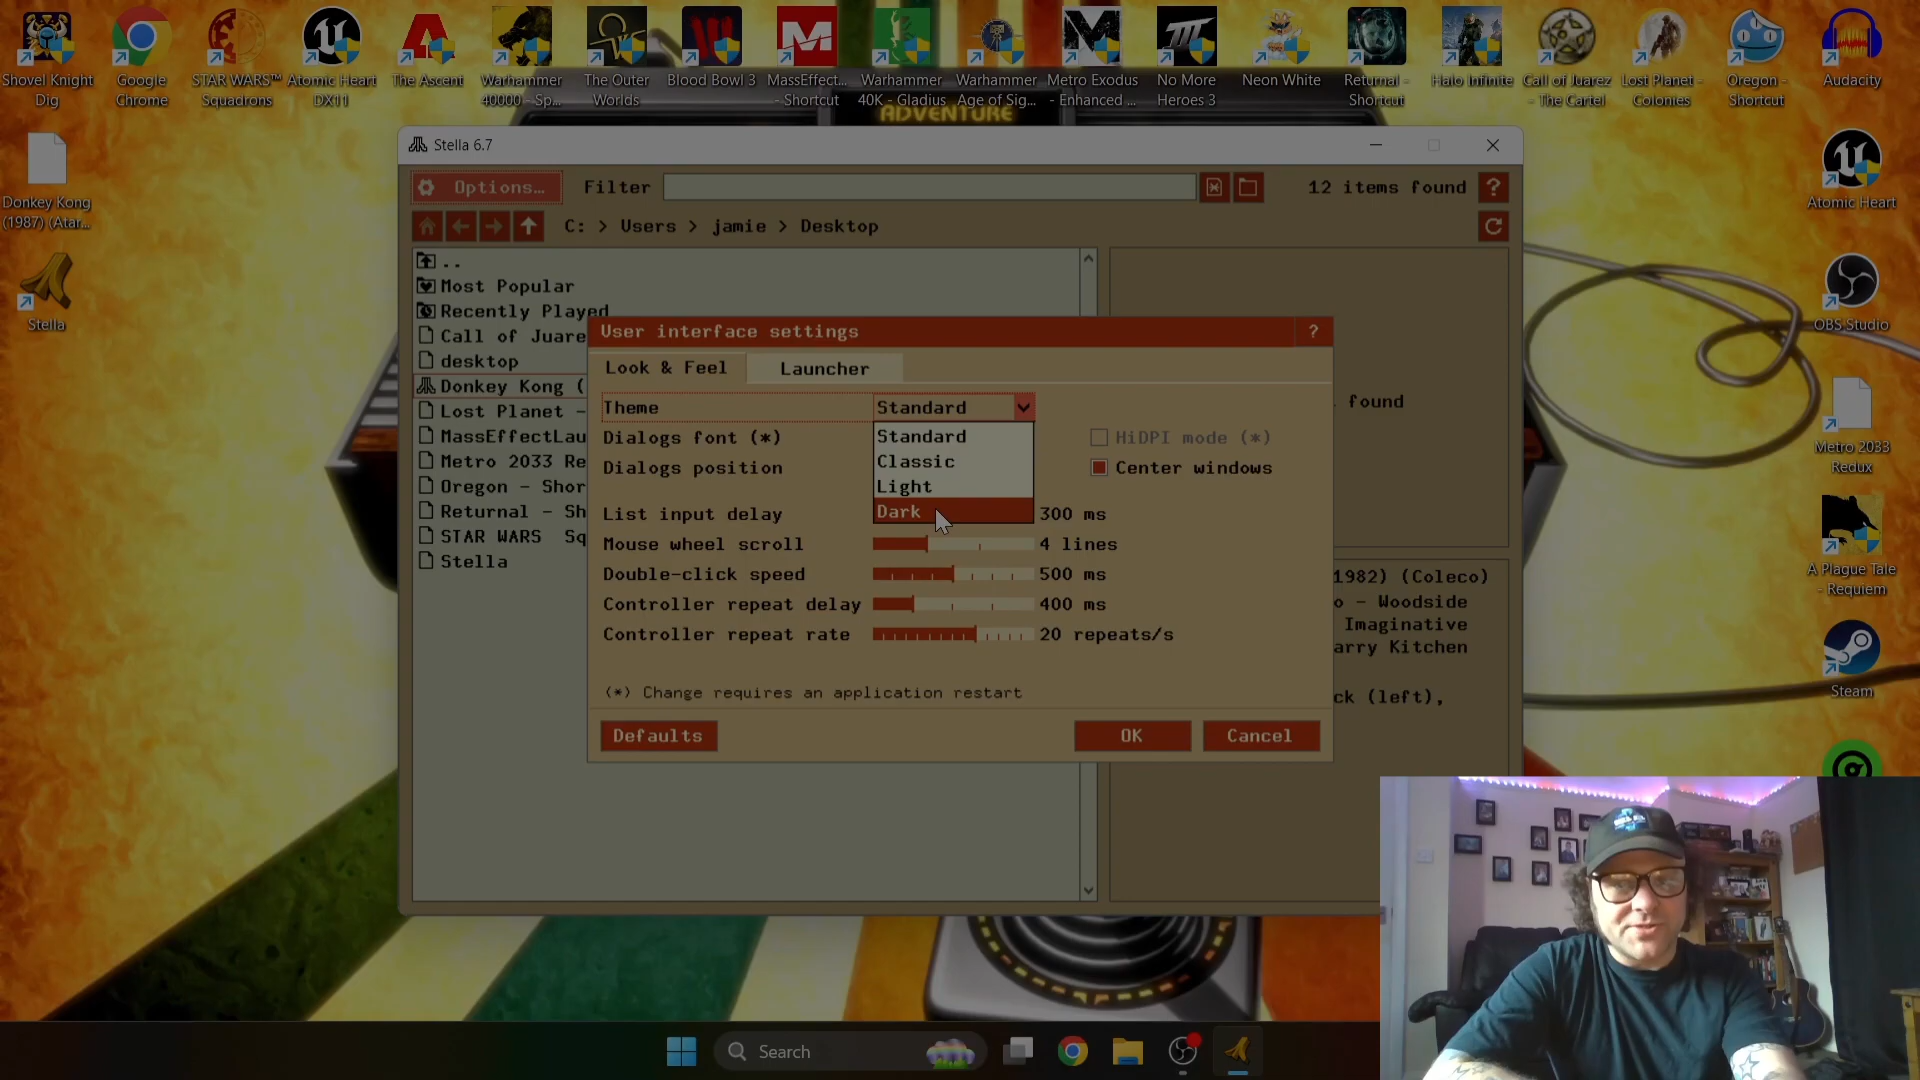 Shovel Knight
Dig
Google
Chrome
STAR WARS™
Squadrons
Atomic Heart
DX11
The Ascent
Warhammer
40000 - Sp...
The Outer
Worlds
Blood Bowl 3
MassEffect...
- Shortcut
Warhammer
40K - Gladius
Warhammer
Age of Sig...
Metro Exodus
- Enhanced ...
No More
Heroes 3
Neon White
Returnal -
Shortcut
Halo Infinite
Call of Juarez
- The Cartel
Lost Planet -
Colonies
Oregon -
Shortcut
Audacity
ADVENTURE
Donkey Kong
(1987) (Atar...
Stella
Atomic Heart
OBS Studio
Metro 2033
Redux
A Plague Tale
- Requiem
Steam
Stella 6.7
Options...
Filter
12 items found
?
C: > Users > jamie > Desktop
..
Most Popular
Recently Played
Call of Juare
desktop
Donkey Kong (
Lost Planet -
MassEffectLau
Metro 2033 Re
Oregon - Shor
Returnal - Sh
STAR WARS Sq
Stella
User interface settings
?
Look & Feel
Launcher
Theme
Standard
Dialogs font (*)
Standard
HiDPI mode (*)
Classic
Dialogs position
Center windows
Light
Dark
List input delay
300 ms
Mouse wheel scroll
4 lines
Double-click speed
500 ms
Controller repeat delay
400 ms
Controller repeat rate
20 repeats/s
(*) Change requires an application restart
Defaults
OK
Cancel
found
1982) (Coleco)
o - Woodside
Imaginative
arry Kitchen
ck (left),
Search